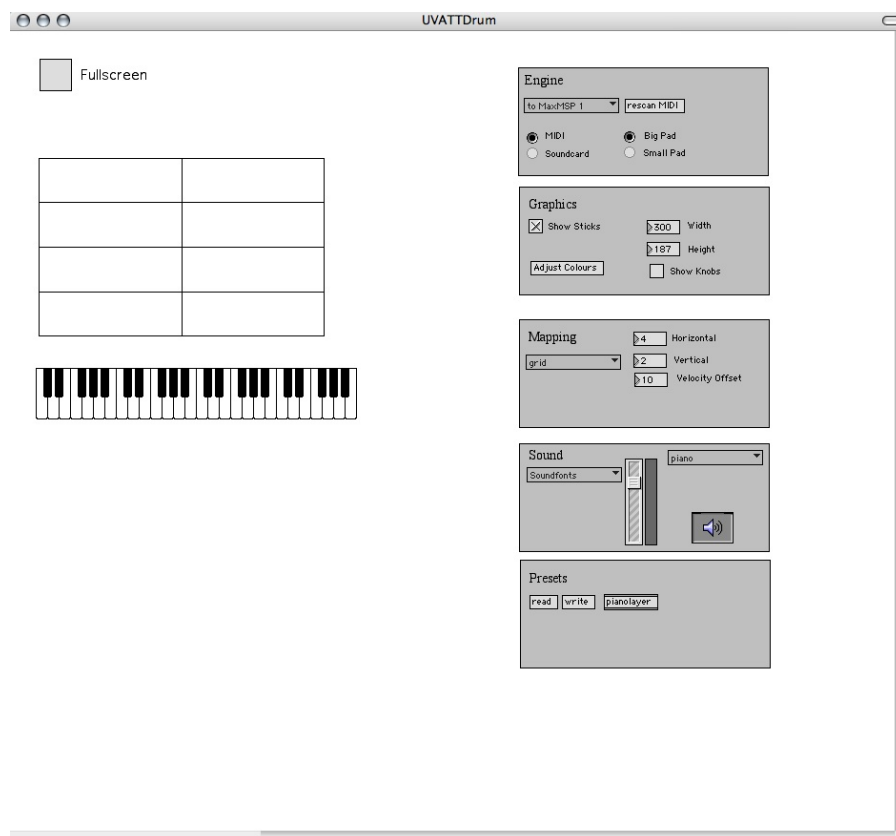 UVATTDrum
Fullscreen
Engine
to MaxMSP 1
rescan MIDI
MIDI
Big Pad
Soundcard
Small Pad
Graphics
Show Sticks
300 Width
187 Height
Adjust Colours
Show Knobs
Mapping
4 Horizontal
grid
2 Vertical
10 Velocity Offset
Sound
piano
Soundfonts
Presets
read
write
pianolayer